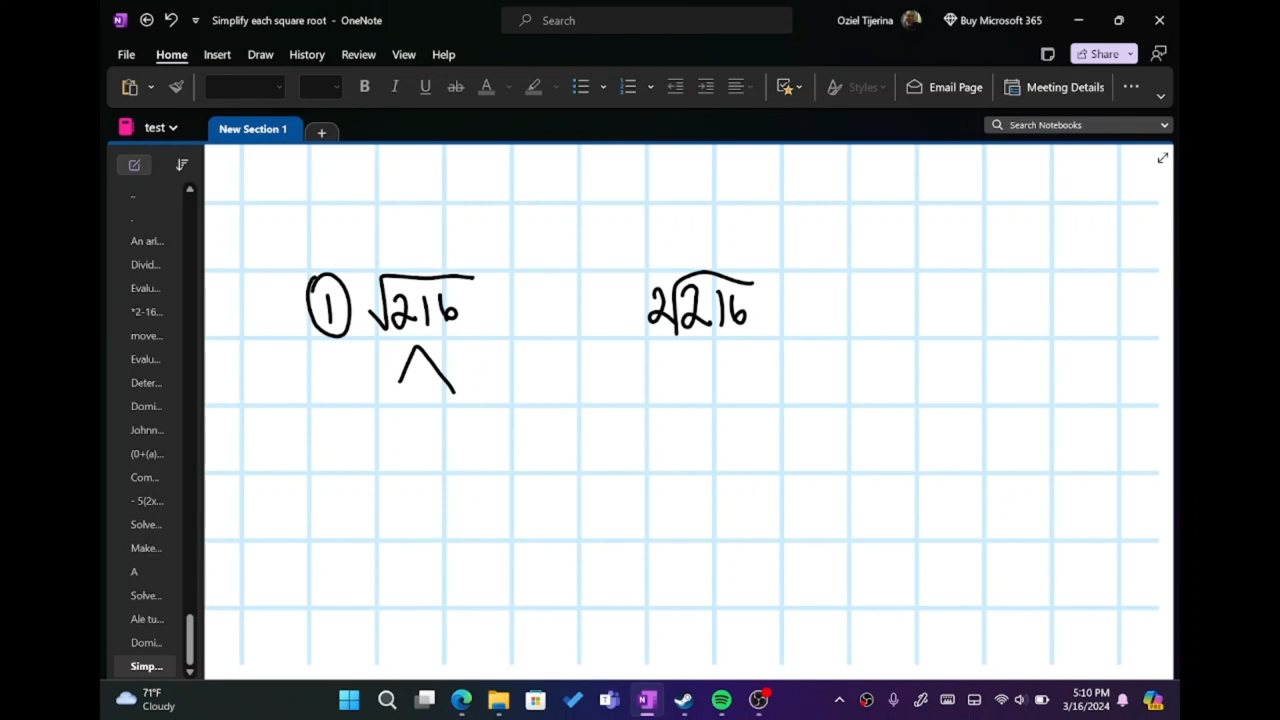 Simplify each square root - OneNote
Search
Oziel Tijerina
Buy Microsoft 365
File Home Insert Draw History Review View Help
Share
B I U ab A
Styles
Email Page
Meeting Details
test
New Section 1
+
Search Notebooks
_
.
An ari...
Divid...
Evalu...
*2-16...
move...
Evalu...
Deter...
Domi...
Johnn...
(0+(a)...
Com...
- 5(2x...
Solve...
Make...
A
Solve...
Ale tu...
Domi...
Simp...
① √216
2√216
71°F
Cloudy
5:10 PM
3/16/2024